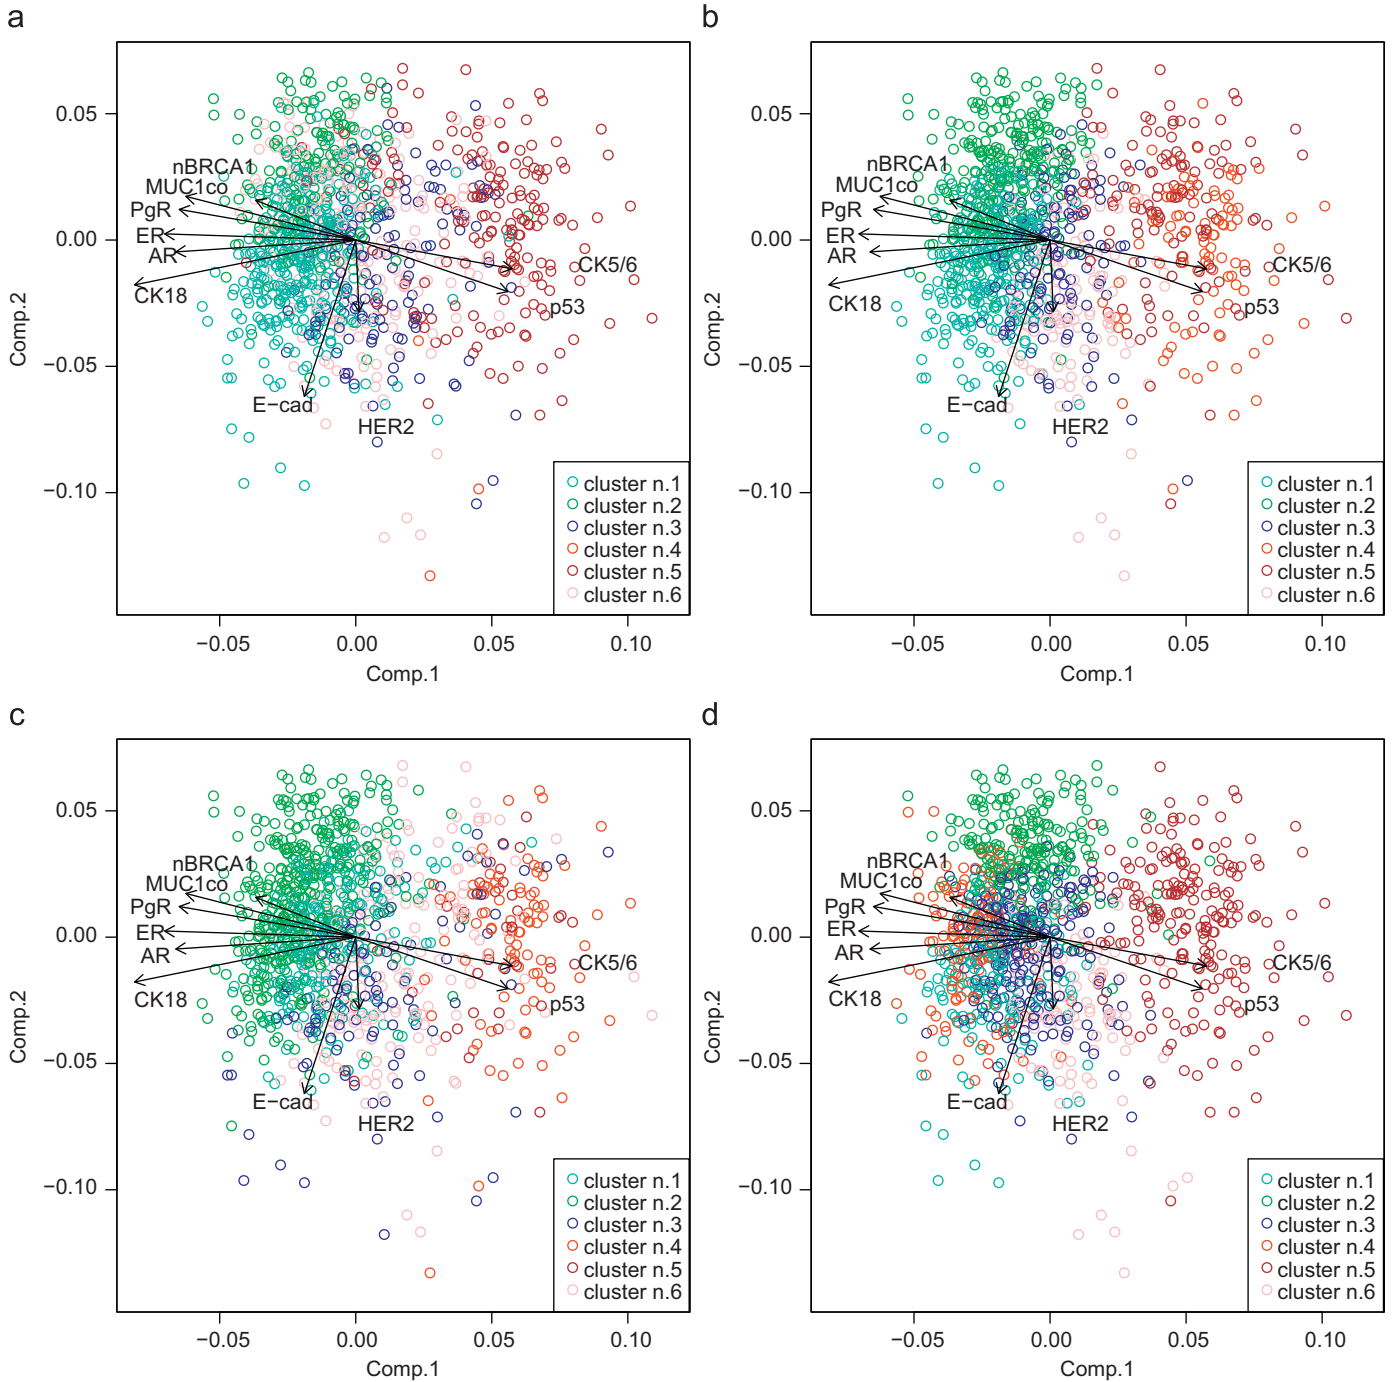 a
0.05
0.00
−0.05
−0.10
Comp.2
nBRCA1
MUC1co
PgR
ER
AR
CK18
CK5/6
p53
E−cad
HER2
cluster n.1
cluster n.2
cluster n.3
cluster n.4
cluster n.5
cluster n.6
−0.05 0.00 0.05 0.10
Comp.1
b
0.05
0.00
−0.05
−0.10
Comp.2
nBRCA1
MUC1co
PgR
ER
AR
CK18
CK5/6
p53
E−cad
HER2
cluster n.1
cluster n.2
cluster n.3
cluster n.4
cluster n.5
cluster n.6
−0.05 0.00 0.05 0.10
Comp.1
c
0.05
0.00
−0.05
−0.10
Comp.2
nBRCA1
MUC1co
PgR
ER
AR
CK18
CK5/6
p53
E−cad
HER2
cluster n.1
cluster n.2
cluster n.3
cluster n.4
cluster n.5
cluster n.6
−0.05 0.00 0.05 0.10
Comp.1
d
0.05
0.00
−0.05
−0.10
Comp.2
nBRCA1
MUC1co
PgR
ER
AR
CK18
CK5/6
p53
E−cad
HER2
cluster n.1
cluster n.2
cluster n.3
cluster n.4
cluster n.5
cluster n.6
−0.05 0.00 0.05 0.10
Comp.1